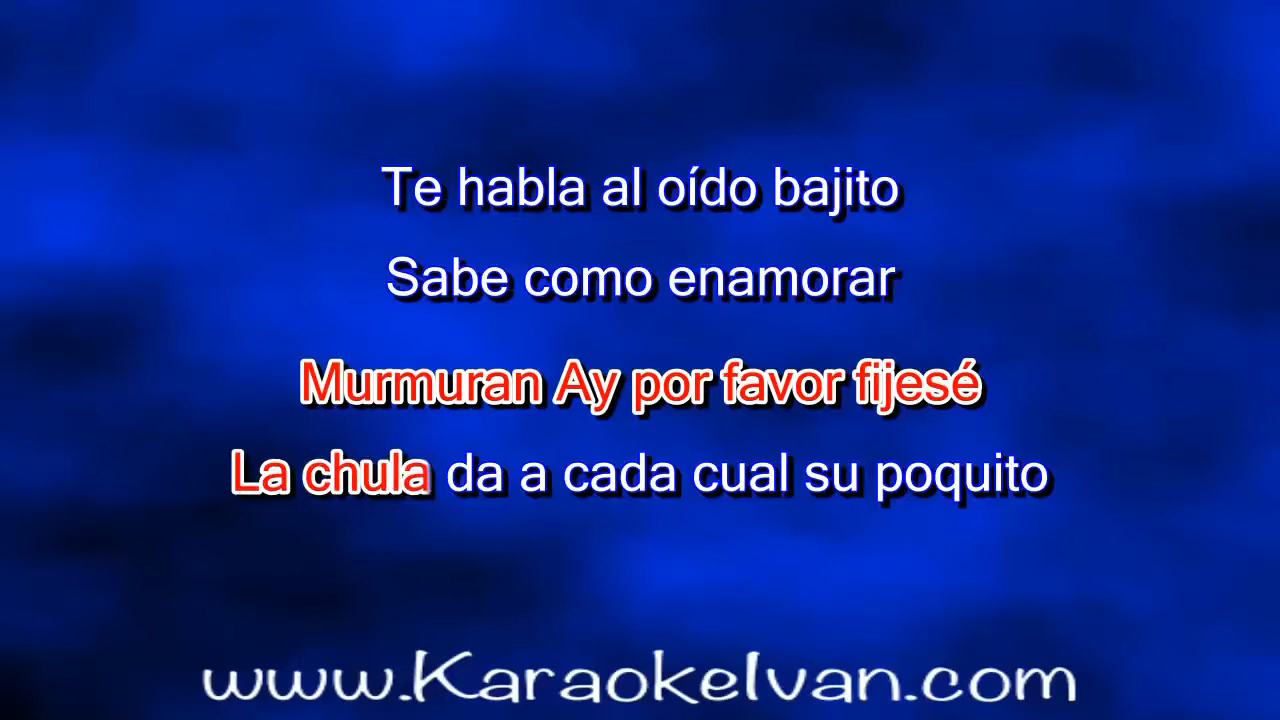 Te habla al oído bajito
Sabe como enamorar
Murmuran Ay por favor fijesé
La chula da a cada cual su poquito
www.KaraokeIvan.com